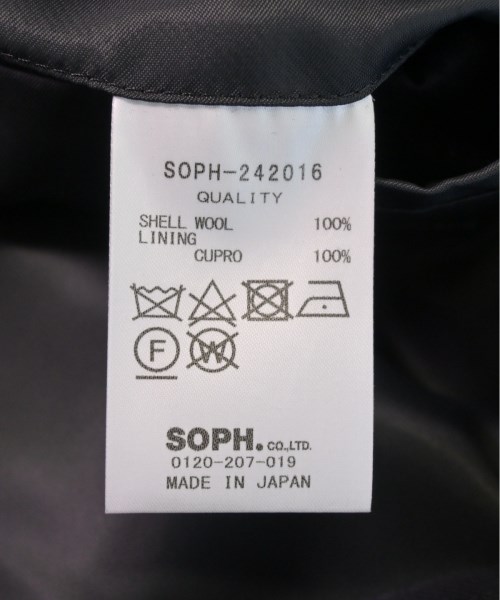 SOPH-242016
QUALITY
SHELL WOOL 100%
LINING
CUPRO 100%
F W
SOPH. CO.,LTD.
0120-207-019
MADE IN JAPAN